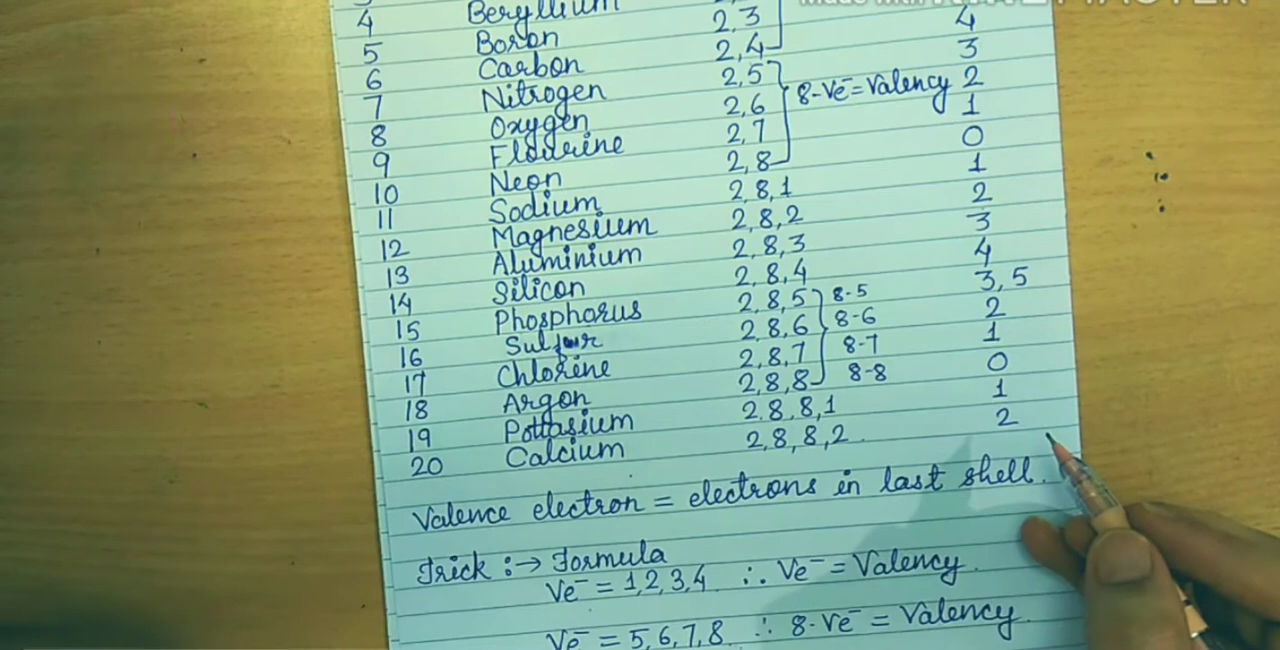 4 Beryllium 2,3 4
5 Boron 2,4 3
6 Carbon 2,5 8-Ve⁻=Valency 2
7 Nitrogen 2,6 1
8 Oxygen 2,7 0
9 Flourine 2,8 1
10 Neon 2,8,1 2
11 Sodium 2,8,2 3
12 Magnesium 2,8,3 4
13 Aluminium 2,8,4 3,5
14 Silicon 2,8,5 8-5 2
15 Phosphorus 2,8,6 8-6 1
16 Sulfur 2,8,7 8-7 0
17 Chlorine 2,8,8 8-8 1
18 Argon 2,8,8,1 2
19 Pottasium 2,8,8,2
20 Calcium
Valence electron = electrons in last shell.
Trick :→ Formula
Ve⁻ = 1,2,3,4 ∴ Ve⁻ = Valency.
Ve⁻ = 5,6,7,8 ∴ 8-Ve⁻ = Valency.